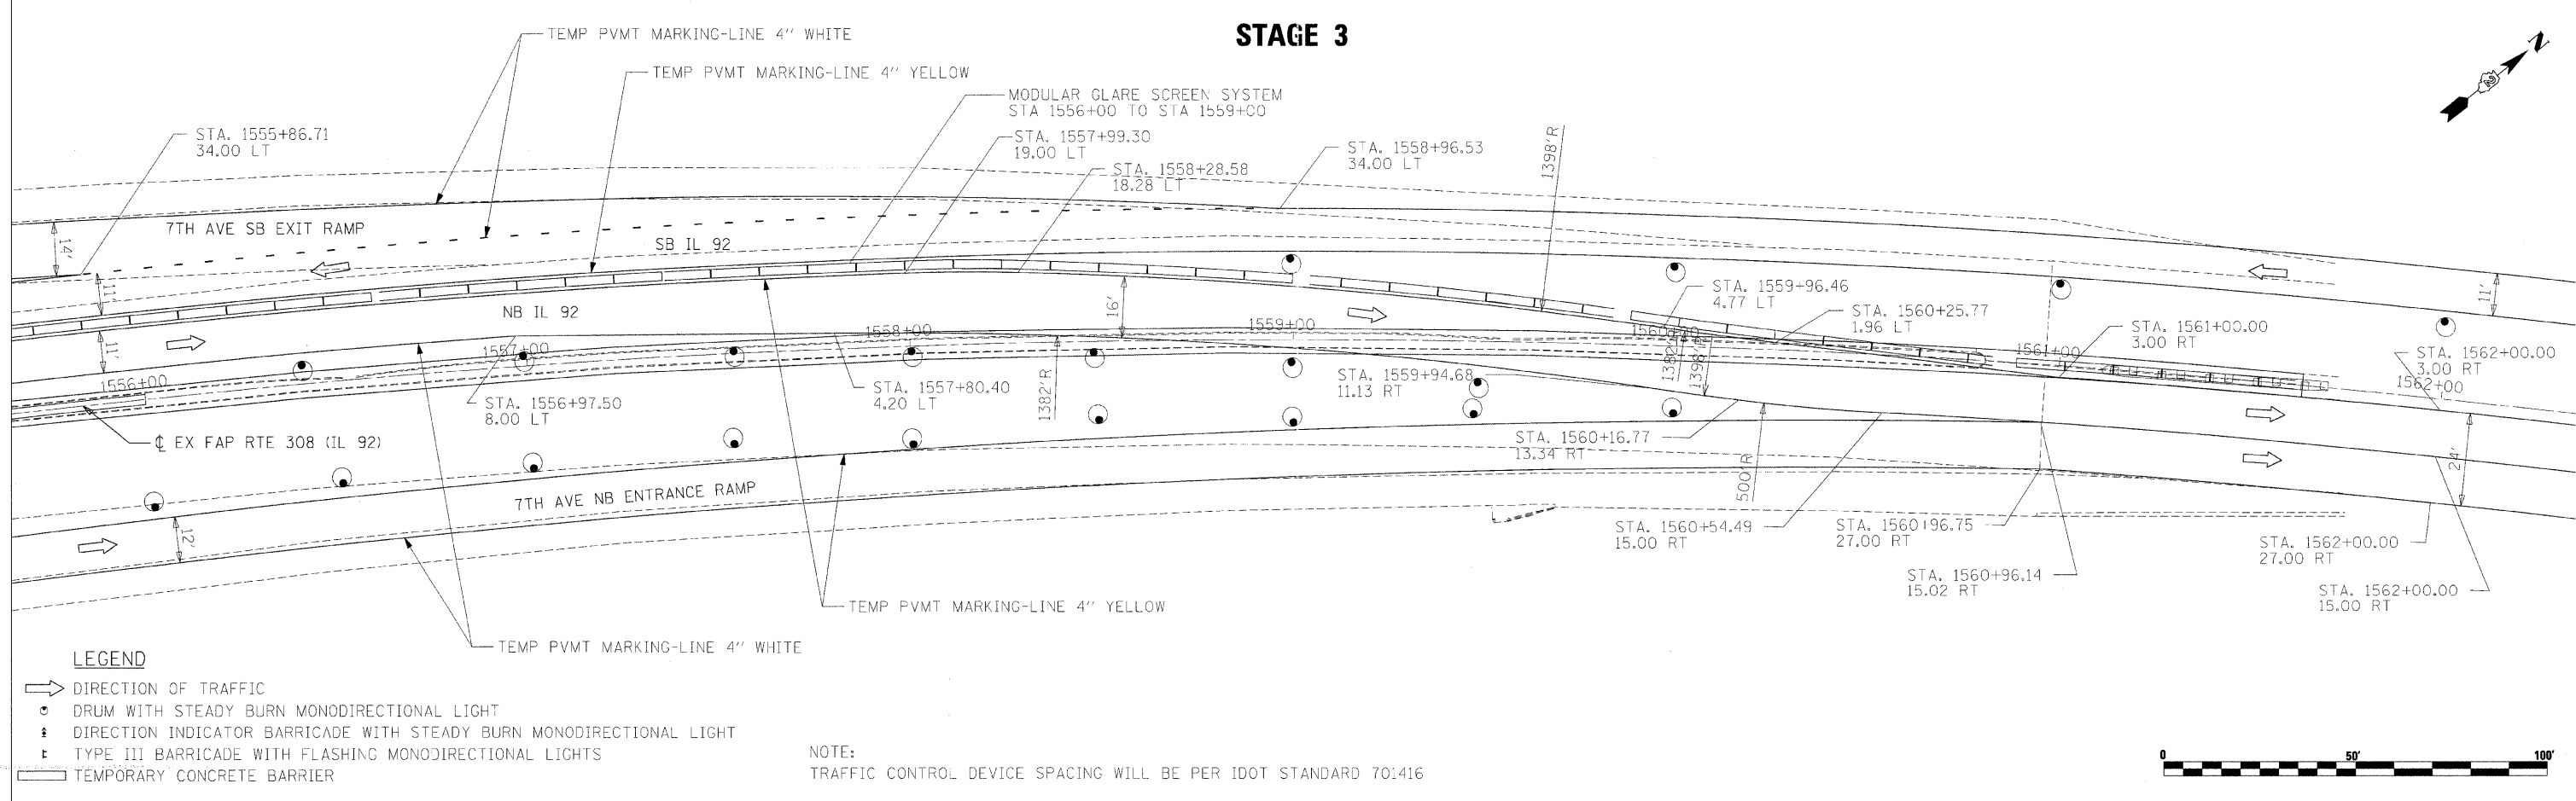 STAGE 3
TEMP PVMT MARKING-LINE 4" WHITE
TEMP PVMT MARKING-LINE 4" YELLOW
MODULAR GLARE SCREEN SYSTEM
STA 1556+00 TO STA 1559+00
N
STA. 1555+86.71
34.00 LT
STA. 1557+99.30
19.00 LT
STA. 1558+28.58
18.28 LT
STA. 1558+96.53
34.00 LT
1398'R
7TH AVE SB EXIT RAMP
SB IL 92
14'
11'
NB IL 92
11'
16'
STA. 1559+96.46
4.77 LT
STA. 1560+25.77
1.96 LT
STA. 1561+00.00
3.00 RT
11'
STA. 1562+00.00
3.00 RT
1556+00
1557+00
1558+00
1559+00
1560+00
1561+00
1562+00
STA. 1556+97.50
8.00 LT
STA. 1557+80.40
4.20 LT
1382'R
STA. 1559+94.68
11.13 RT
1382'R
1398'R
℄ EX FAP RTE 308 (IL 92)
STA. 1560+16.77
13.34 RT
500'R
24'
7TH AVE NB ENTRANCE RAMP
12'
STA. 1560+54.49
15.00 RT
STA. 1560+96.75
27.00 RT
STA. 1562+00.00
27.00 RT
STA. 1560+96.14
15.02 RT
STA. 1562+00.00
15.00 RT
TEMP PVMT MARKING-LINE 4" YELLOW
TEMP PVMT MARKING-LINE 4" WHITE
LEGEND
DIRECTION OF TRAFFIC
DRUM WITH STEADY BURN MONODIRECTIONAL LIGHT
DIRECTION INDICATOR BARRICADE WITH STEADY BURN MONODIRECTIONAL LIGHT
TYPE III BARRICADE WITH FLASHING MONODIRECTIONAL LIGHTS
TEMPORARY CONCRETE BARRIER
NOTE:
TRAFFIC CONTROL DEVICE SPACING WILL BE PER IDOT STANDARD 701416
0 50' 100'